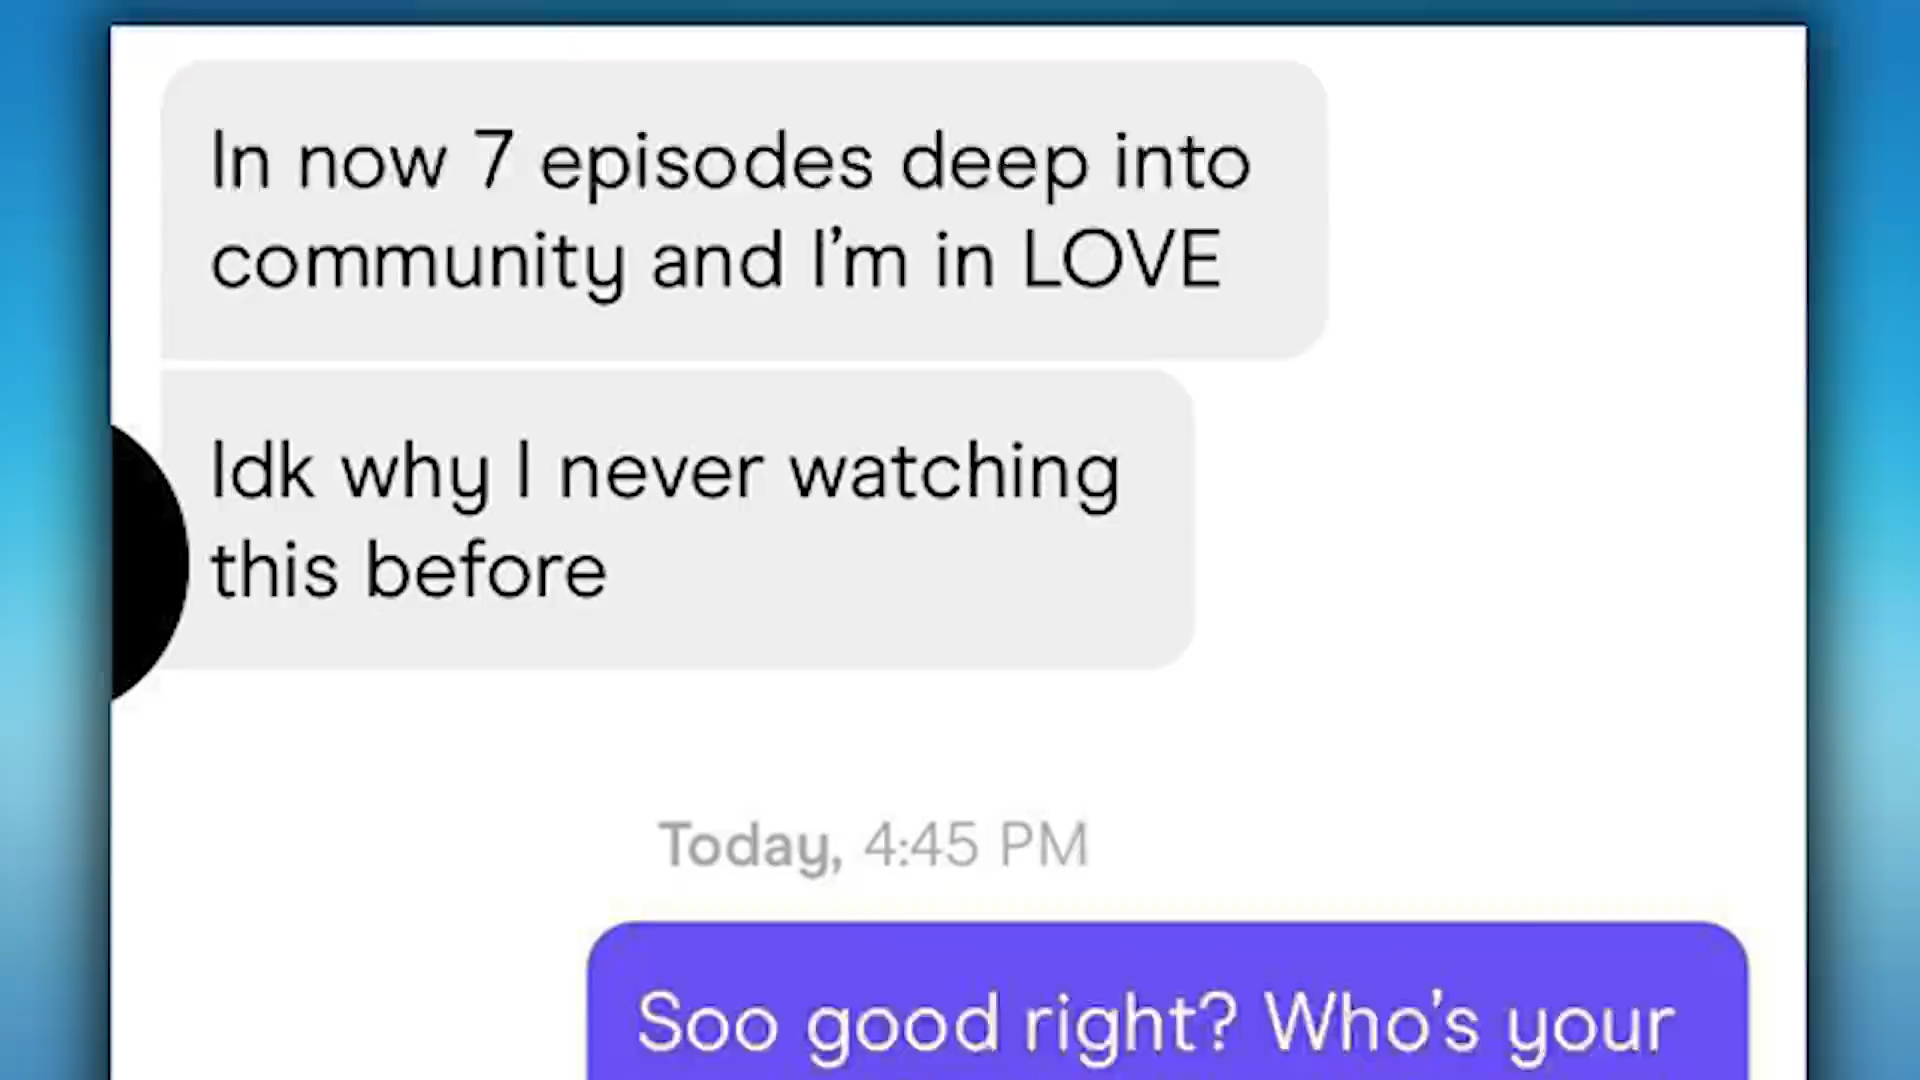 In now 7 episodes deep into
community and I'm in LOVE
Idk why I never watching
this before
Today, 4:45 PM
Soo good right? Who's your